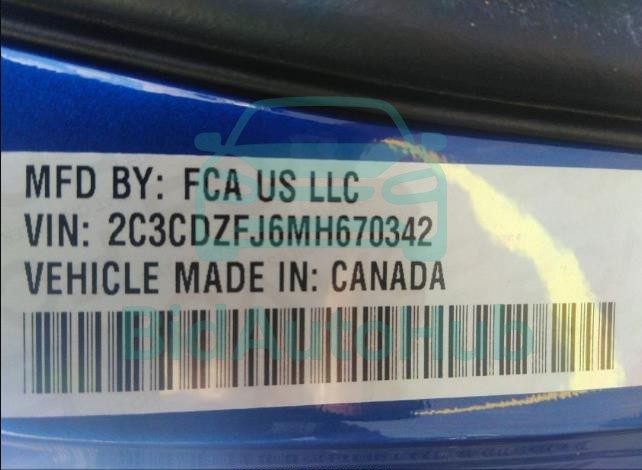 MFD BY: FCA US LLC
VIN: 2C3CDZFJ6MH670342
VEHICLE MADE IN: CANADA
BidAutoHub